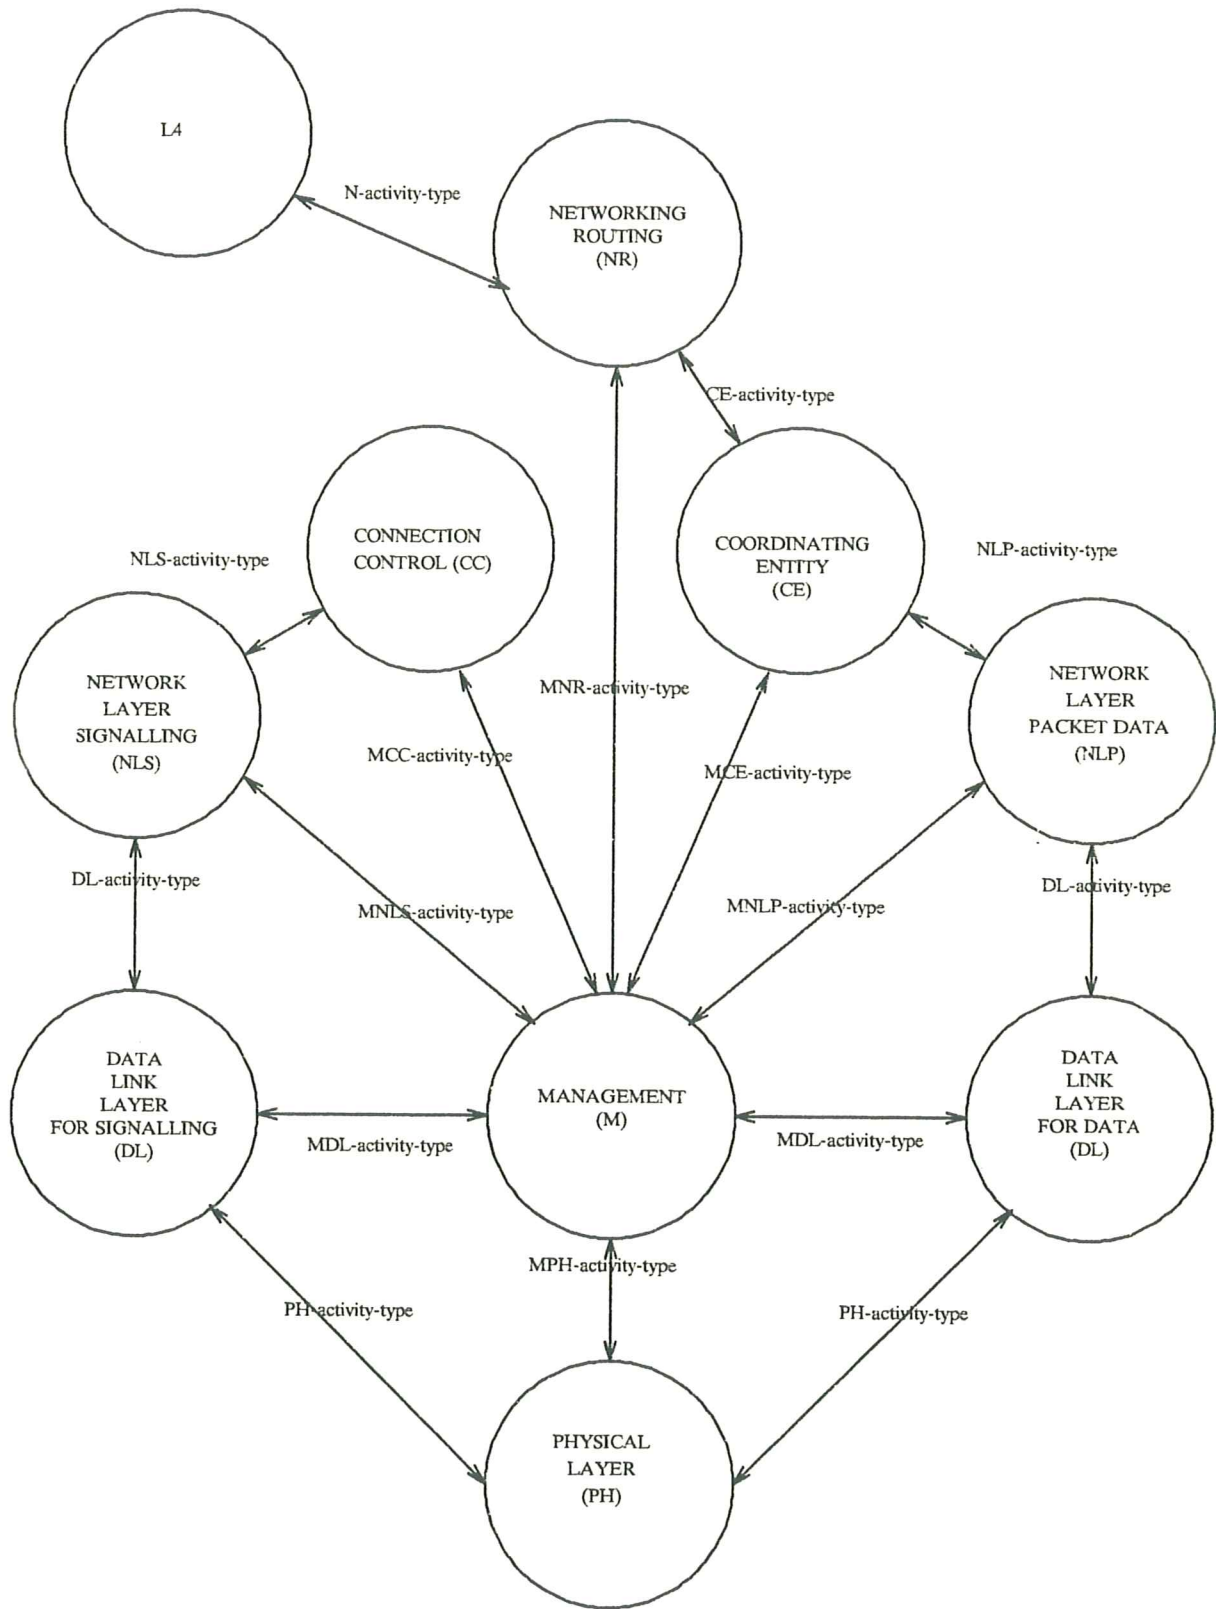 L4
N-activity-type
NETWORKING
ROUTING
(NR)
CE-activity-type
CONNECTION
CONTROL (CC)
COORDINATING
ENTITY
(CE)
NLS-activity-type
NLP-activity-type
NETWORK
LAYER
SIGNALLING
(NLS)
NETWORK
LAYER
PACKET DATA
(NLP)
MNR-activity-type
MCC-activity-type
MCE-activity-type
DL-activity-type
DL-activity-type
MNLS-activity-type
MNLP-activity-type
DATA
LINK
LAYER
FOR SIGNALLING
(DL)
MANAGEMENT
(M)
DATA
LINK
LAYER
FOR DATA
(DL)
MDL-activity-type
MDL-activity-type
MPH-activity-type
PH-activity-type
PH-activity-type
PHYSICAL
LAYER
(PH)